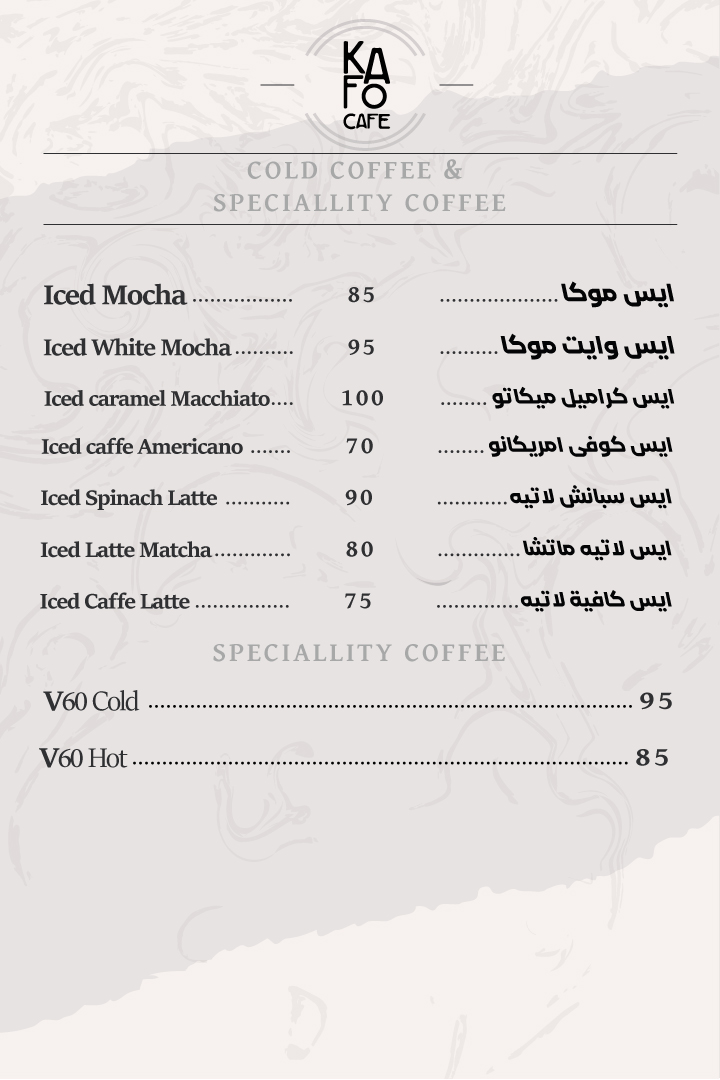 KA
FO
CAFE
COLD COFFEE &
SPECIALLITY COFFEE
Iced Mocha ................. 85 ................... ايس موكا
Iced White Mocha .......... 95 .......... ايس وايت موكا
Iced caramel Macchiato.... 100 ........ ايس كراميل ميكاتو
Iced caffe Americano ....... 70 ........ ايس كوفى امريكانو
Iced Spinach Latte ............ 90 ............ ايس سبانش لاتيه
Iced Latte Matcha.............. 80 .............. ايس لاتيه ماتشا
Iced Caffe Latte ................ 75 .............. ايس كافية لاتيه
SPECIALLITY COFFEE
V60 Cold ........................................................ 95
V60 Hot .......................................................... 85